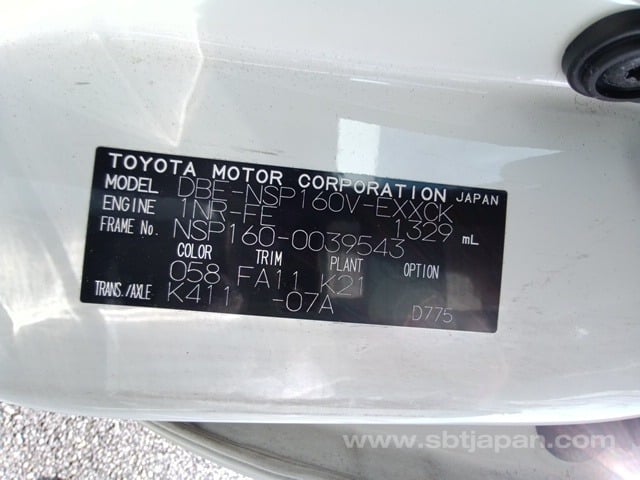 TOYOTA MOTOR CORPORATION JAPAN
MODEL DBE-NSP160V-EXXCK
ENGINE 1NR-FE 1329 mL
FRAME No. NSP160-0039543
COLOR TRIM PLANT OPTION
058 FA11 K21
TRANS./AXLE K411 -07A D775
www.sbtjapan.com